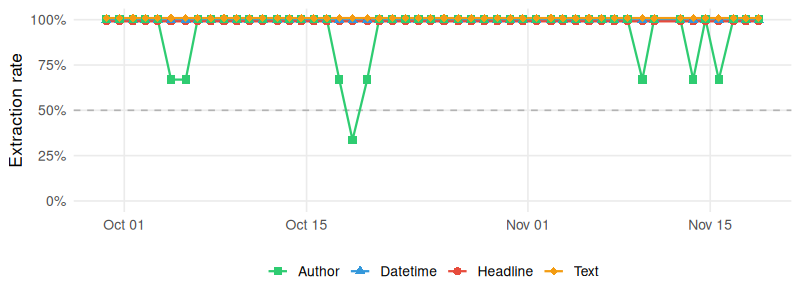 100%
75%
50%
25%
0%
Extraction rate
Oct 01 Oct 15 Nov 01 Nov 15
Author Datetime Headline Text